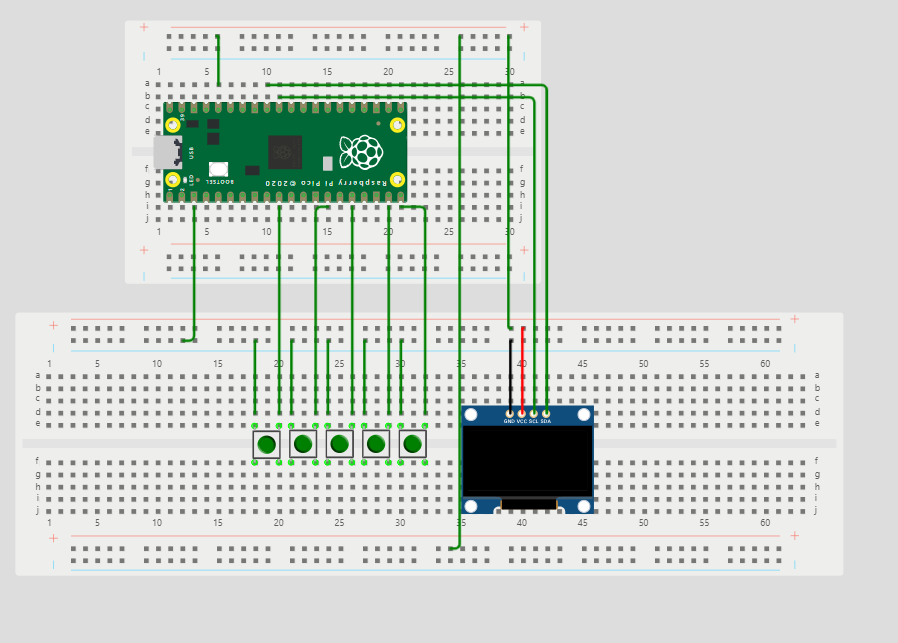 + +
1 5 10 15 20 25 30
a a
b b
c c
d d
e e
USB
LED
BOOTSEL
Raspberry Pi Pico © 2020
f f
g g
h h
i i
j j
1 5 10 15 20 25 30
+ +
+ +
1 5 10 15 20 25 30 35 40 45 50 55 60
a a
b b
c c
d d
e e
GND VCC SCL SDA
f f
g g
h h
i i
j j
1 5 10 15 20 25 30 35 40 45 50 55 60
+ +